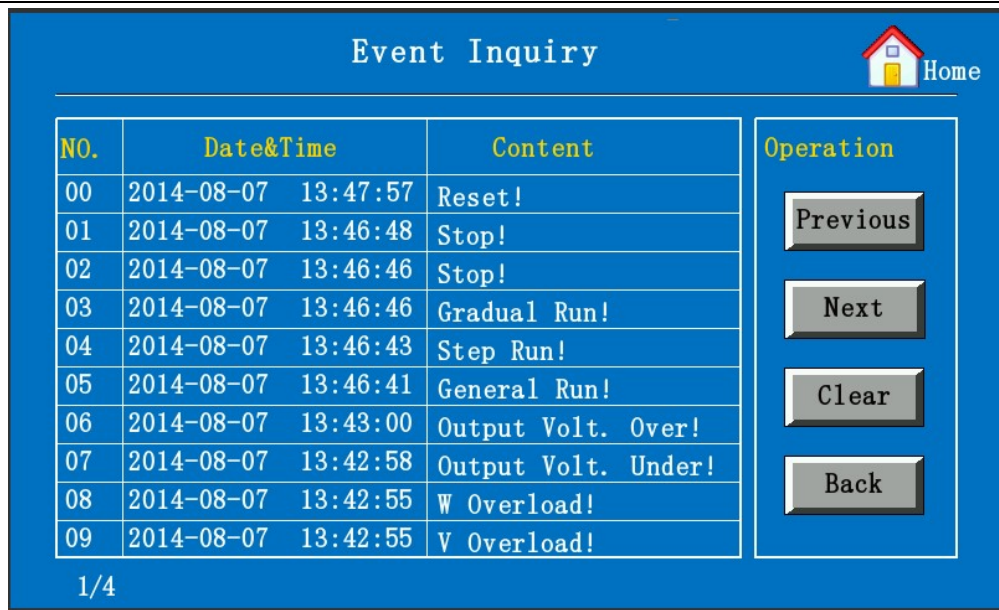 Event Inquiry
Home
NO. Date&Time Content
00 2014-08-07 13:47:57 Reset!
01 2014-08-07 13:46:48 Stop!
02 2014-08-07 13:46:46 Stop!
03 2014-08-07 13:46:46 Gradual Run!
04 2014-08-07 13:46:43 Step Run!
05 2014-08-07 13:46:41 General Run!
06 2014-08-07 13:43:00 Output Volt. Over!
07 2014-08-07 13:42:58 Output Volt. Under!
08 2014-08-07 13:42:55 W Overload!
09 2014-08-07 13:42:55 V Overload!
Operation
Previous
Next
Clear
Back
1/4